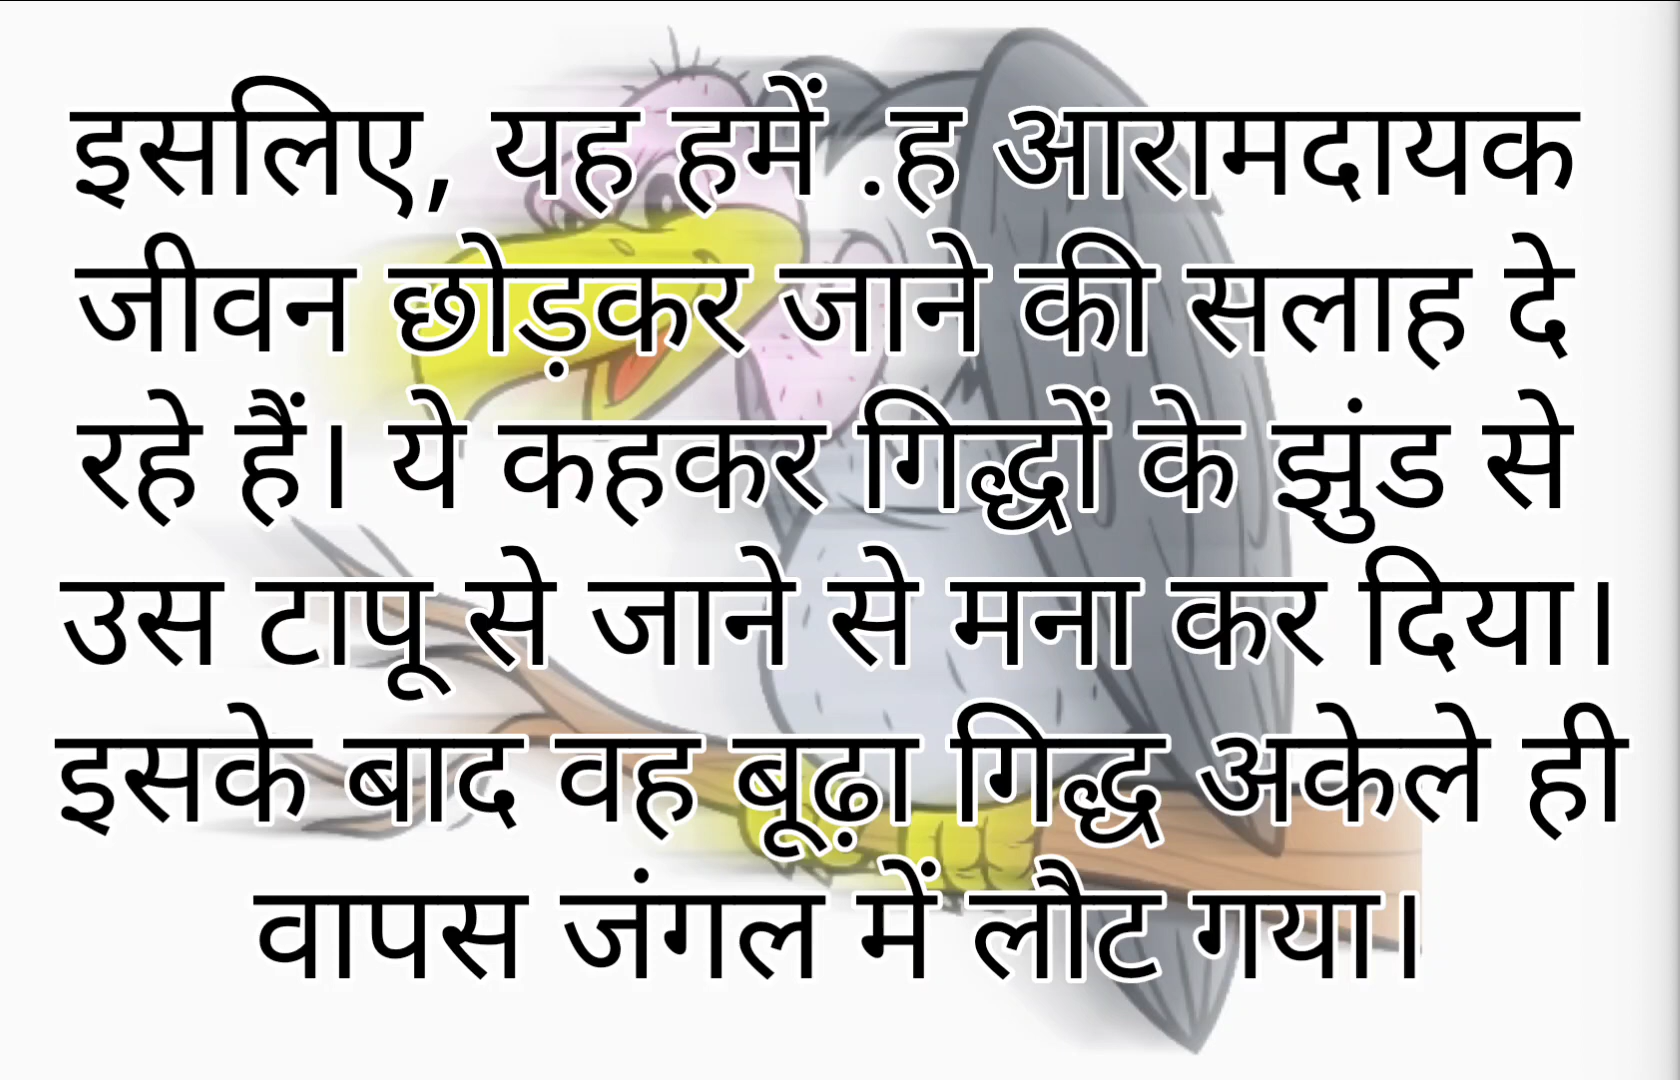 इसलिए, यह हमें .ह आरामदायक
जीवन छोड़कर जाने की सलाह दे
रहे हैं। ये कहकर गिद्धों के झुंड से
उस टापू से जाने से मना कर दिया।
इसके बाद वह बूढ़ा गिद्ध अकेले ही
वापस जंगल में लौट गया।